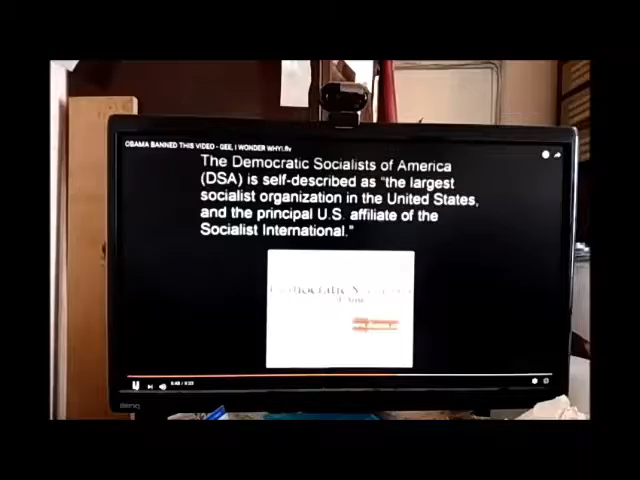 OBAMA BANNED THIS VIDEO - GEE, I WONDER WHY!.flv
The Democratic Socialists of America
(DSA) is self-described as “the largest
socialist organization in the United States,
and the principal U.S. affiliate of the
Socialist International.”
BenQ